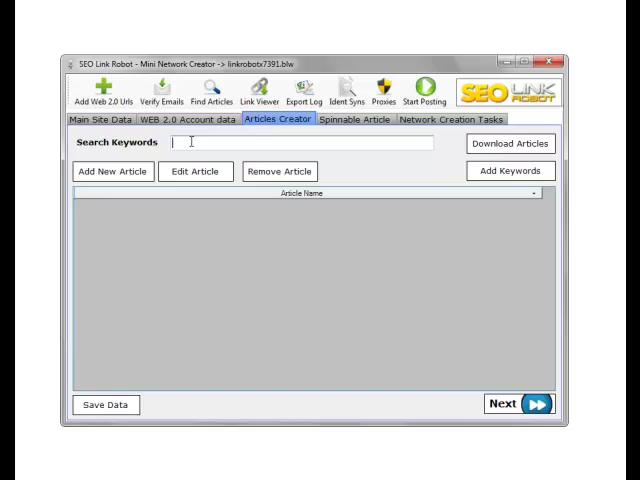 SEO Link Robot - Mini Network Creator -> linkrobotx7391.blw
Add Web 2.0 Urls Verify Emails Find Articles Link Viewer Export Log Ident Syns Proxies Start Posting
SEO LINK ROBOT
Main Site Data WEB 2.0 Account data Articles Creator Spinnable Article Network Creation Tasks
Search Keywords
Download Articles
Add New Article Edit Article Remove Article Add Keywords
Article Name
Save Data
Next